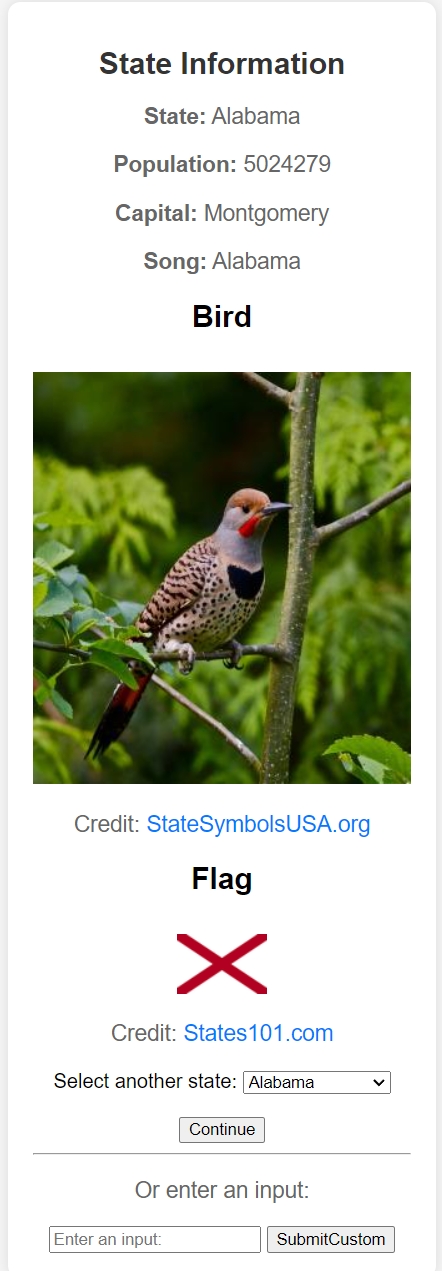 State Information
State: Alabama
Population: 5024279
Capital: Montgomery
Song: Alabama
Bird
Credit: StateSymbolsUSA.org
Flag
Credit: States101.com
Select another state: Alabama
Continue
Or enter an input:
Enter an input: SubmitCustom